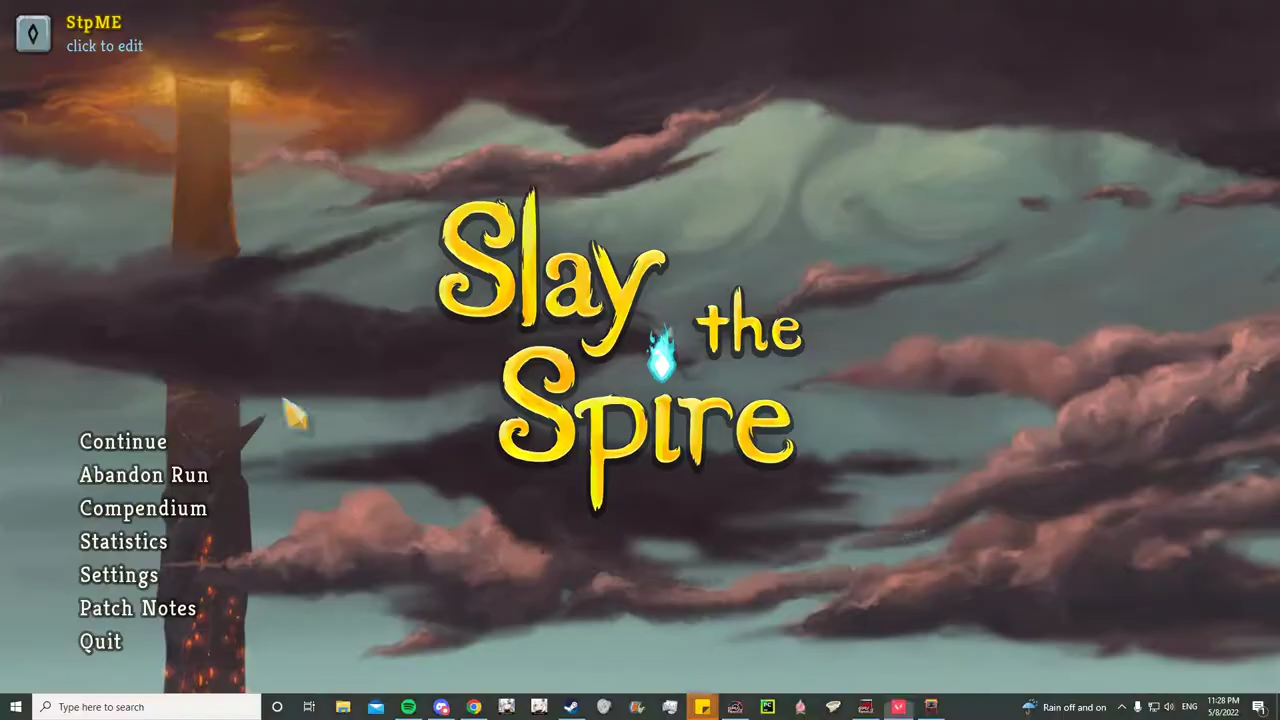 StpME
click to edit
Slay
the
Spire
Continue
Abandon Run
Compendium
Statistics
Settings
Patch Notes
Quit
Type here to search
Rain off and on
ENG
11:28 PM
5/8/2022